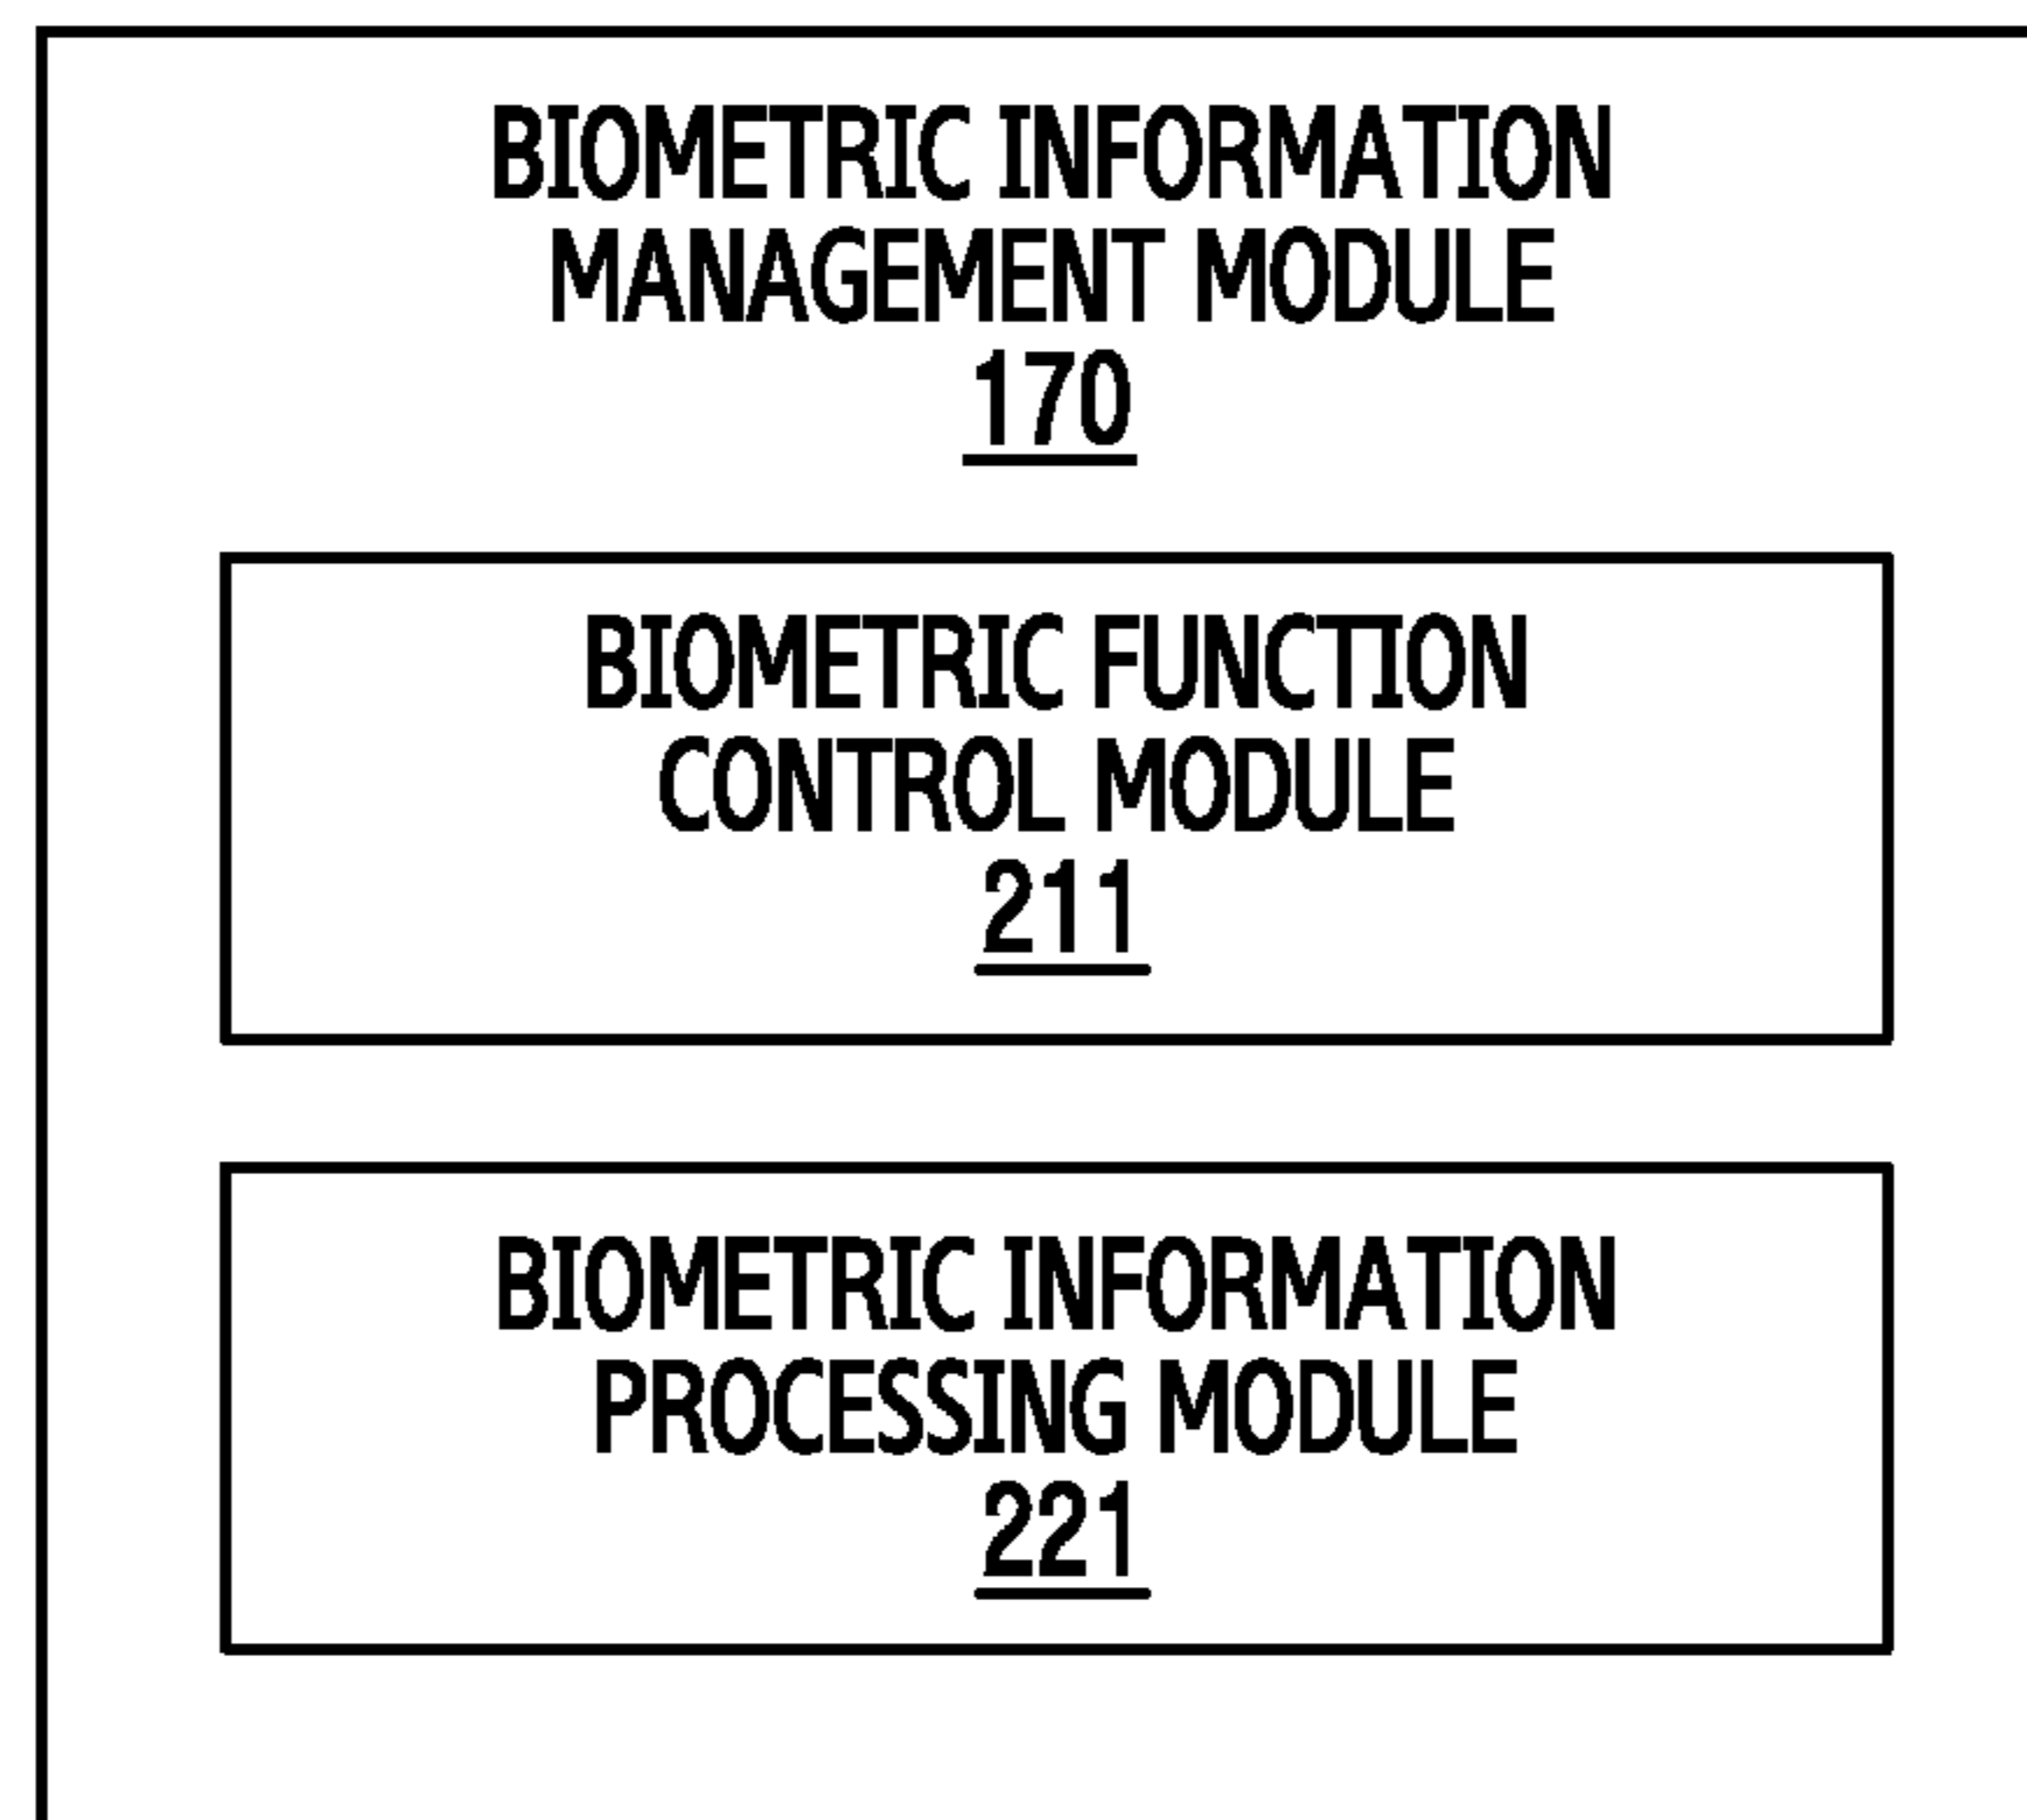 BIOMETRIC INFORMATION
MANAGEMENT MODULE
170
BIOMETRIC FUNCTION
CONTROL MODULE
211
BIOMETRIC INFORMATION
PROCESSING MODULE
221